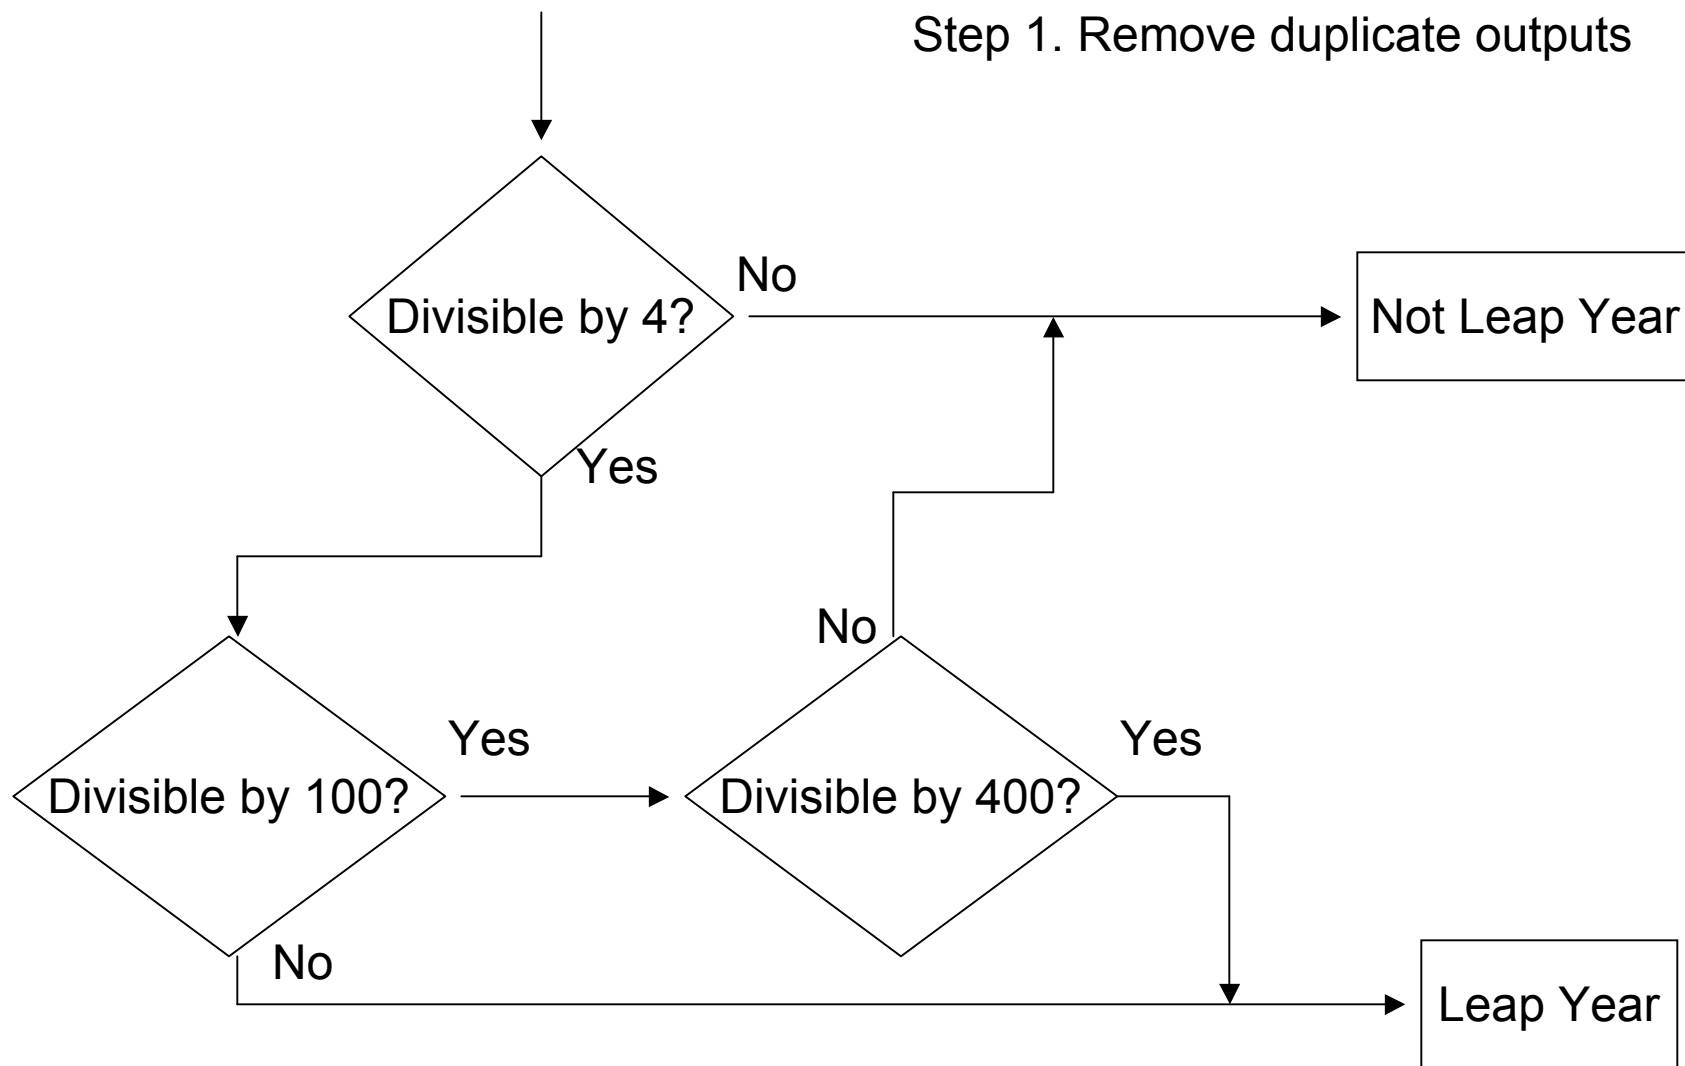 Step 1. Remove duplicate outputs
No
Divisible by 4?
Not Leap Year
Yes
No
Yes
Yes
Divisible by 100?
Divisible by 400?
No
Leap Year